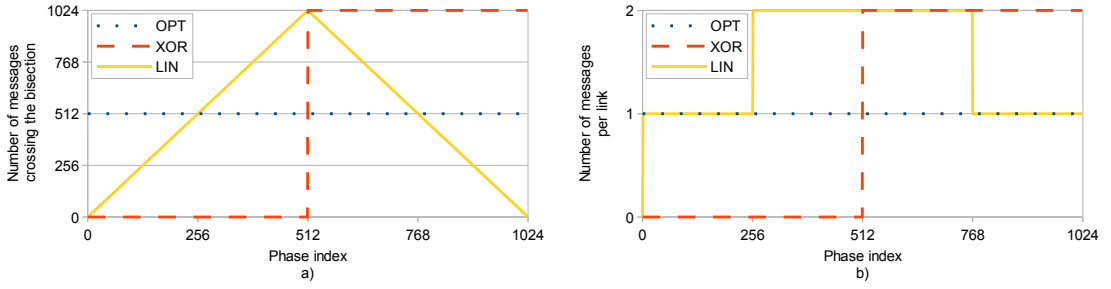 Number of messages
crossing the bisection
1024
768
512
256
0
OPT
XOR
LIN
0 256 512 768 1024
Phase index
a)
Number of messages
per link
2
1
0
OPT
XOR
LIN
0 256 512 768 1024
Phase index
b)